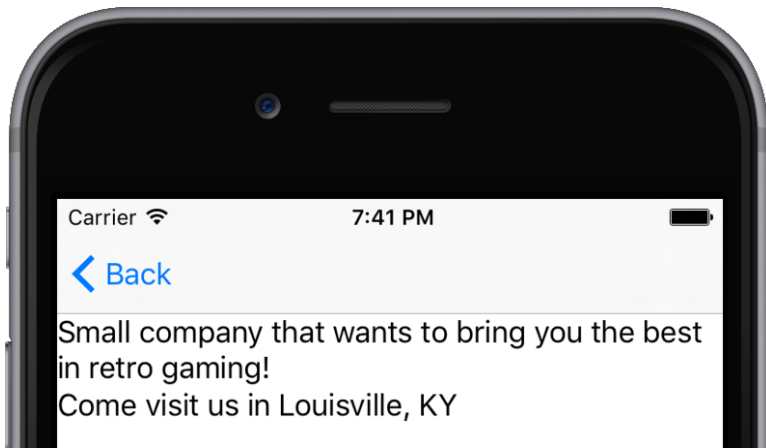 Carrier
7:41 PM
Back
Small company that wants to bring you the best
in retro gaming!
Come visit us in Louisville, KY